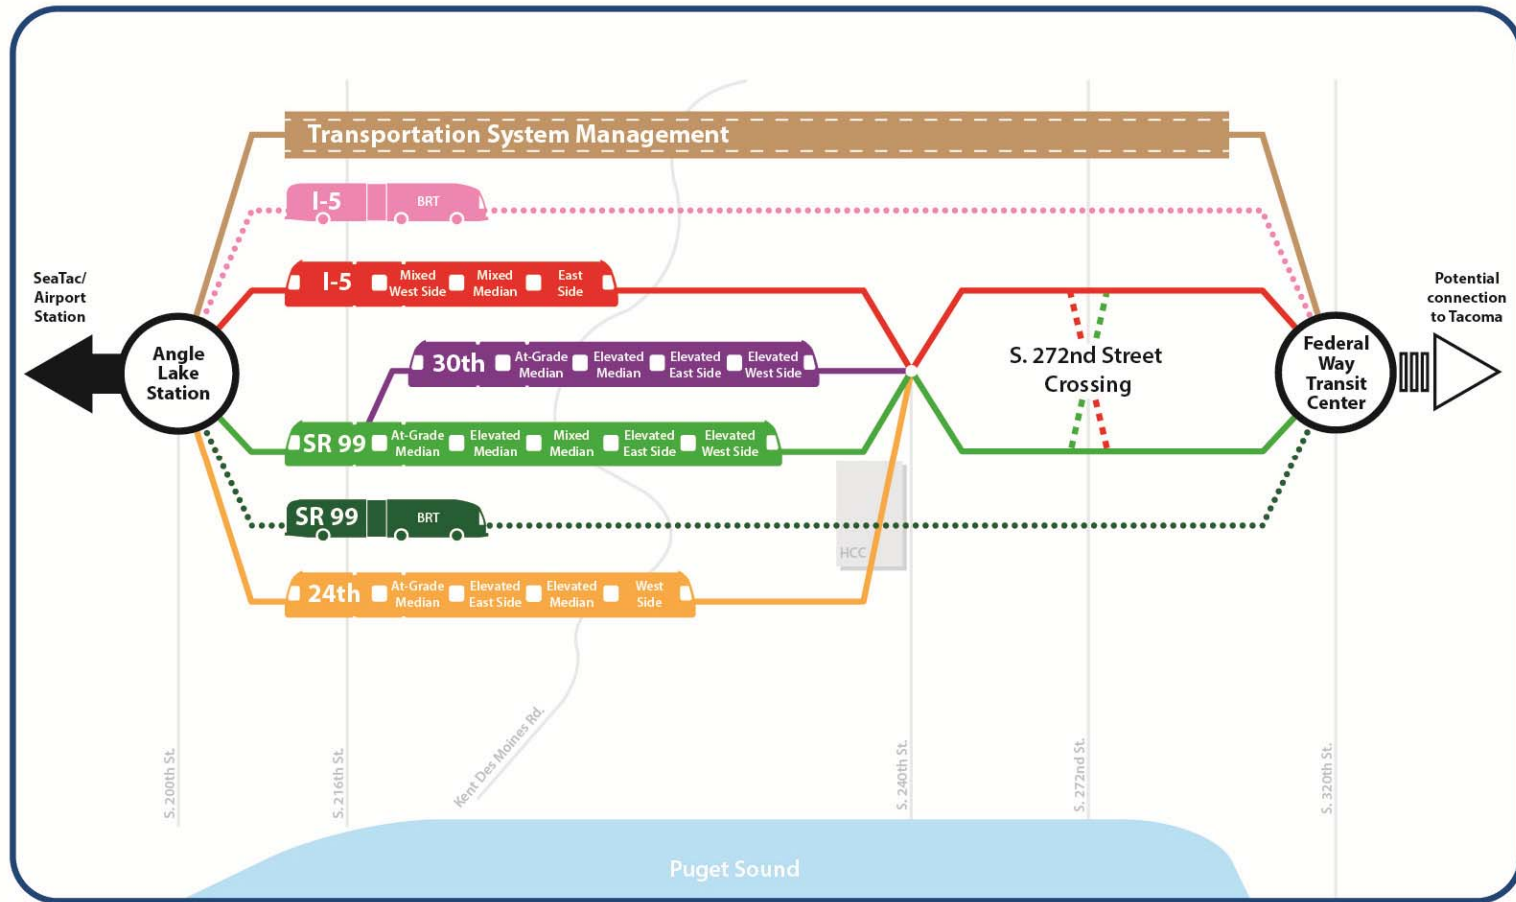 Transportation System Management
I-5 BRT
SeaTac/
Airport
Station
I-5
Mixed
West Side
Mixed
Median
East
Side
Potential
connection
to Tacoma
Angle
Lake
Station
30th
At-Grade
Median
Elevated
Median
Elevated
East Side
Elevated
West Side
S. 272nd Street
Crossing
Federal
Way
Transit
Center
SR 99
At-Grade
Median
Elevated
Median
Mixed
Median
Elevated
East Side
Elevated
West Side
SR 99 BRT
HCC
24th
At-Grade
Median
Elevated
East Side
Elevated
Median
West
Side
S. 200th St.
S. 216th St.
Kent Des Moines Rd.
S. 240th St.
S. 272nd St.
S. 320th St.
Puget Sound